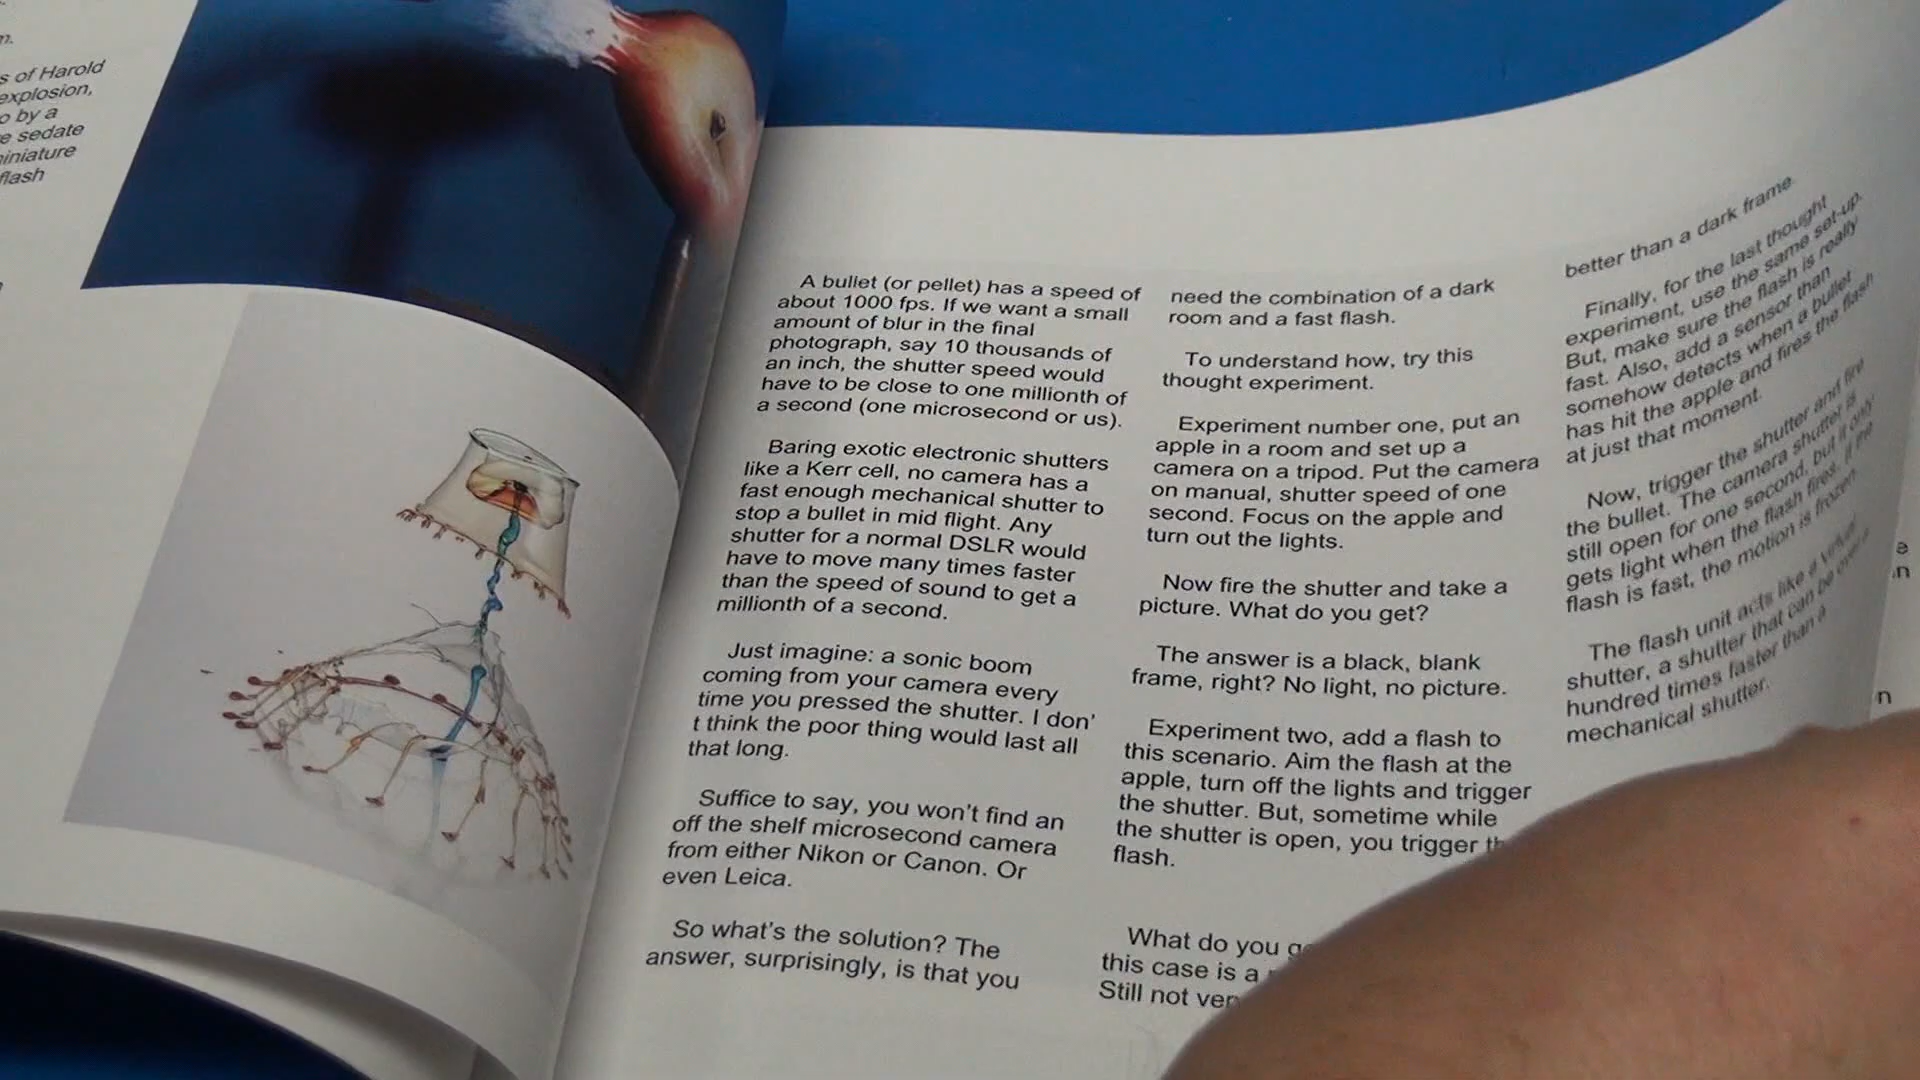 n.
s of Harold
explosion,
o by a
e sedate
iniature
flash
A bullet (or pellet) has a speed of
about 1000 fps. If we want a small
amount of blur in the final
photograph, say 10 thousands of
an inch, the shutter speed would
have to be close to one millionth of
a second (one microsecond or us).
Baring exotic electronic shutters
like a Kerr cell, no camera has a
fast enough mechanical shutter to
stop a bullet in mid flight. Any
shutter for a normal DSLR would
have to move many times faster
than the speed of sound to get a
millionth of a second.
Just imagine: a sonic boom
coming from your camera every
time you pressed the shutter. I don'
t think the poor thing would last all
that long.
Suffice to say, you won't find an
off the shelf microsecond camera
from either Nikon or Canon. Or
even Leica.
So what's the solution? The
answer, surprisingly, is that you
need the combination of a dark
room and a fast flash.
To understand how, try this
thought experiment.
Experiment number one, put an
apple in a room and set up a
camera on a tripod. Put the camera
on manual, shutter speed of one
second. Focus on the apple and
turn out the lights.
Now fire the shutter and take a
picture. What do you get?
The answer is a black, blank
frame, right? No light, no picture.
Experiment two, add a flash to
this scenario. Aim the flash at the
apple, turn off the lights and trigger
the shutter. But, sometime while
the shutter is open, you trigger th
flash.
What do you g
this case is a
Still not ver
better than a dark frame.
Finally, for the last thought
experiment, use the same set-up.
But, make sure the flash is really
fast. Also, add a sensor than
somehow detects when a bullet
has hit the apple and fires the flash
at just that moment.
Now, trigger the shutter and fire
the bullet. The camera shutter is
still open for one second, but it only
gets light when the flash fires. If the
flash is fast, the motion is frozen.
The flash unit acts like a virtual
shutter, a shutter that can be over a
hundred times faster than a
mechanical shutter.
e
n
n